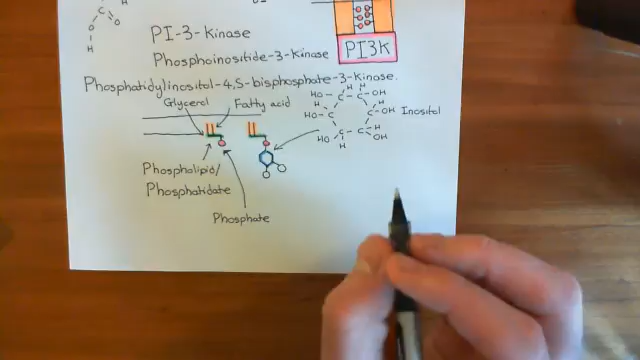 H
C
O
O
H
PI-3-Kinase
Phosphoinositide-3-Kinase
PI3K
Phosphatidylinositol-4,5-bisphosphate-3-kinase.
Glycerol
Fatty acid
H H
HO-C-C-OH
H
HO-C
C-OH
H
Inositol
C-C-H
HO
H
OH
Phospholipid/
Phosphatidate
Phosphate